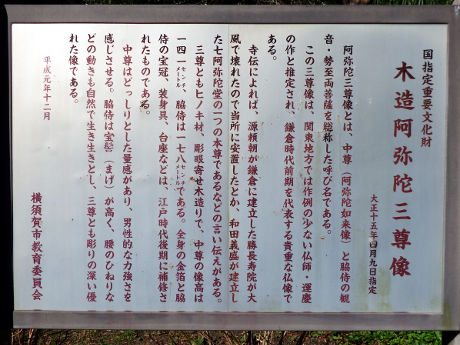 国指定重要文化財
木造阿弥陀三尊像
大正十五年四月九日指定
阿弥陀三尊像とは、中尊（阿弥陀如来像）と脇侍の観
音・勢至両菩薩を総称した呼び名である。
この三尊像は、関東地方では作例の少ない仏師・運慶
の作と推定され、鎌倉時代前期を代表する貴重な仏像で
ある。
寺伝によれば、源頼朝が鎌倉に建立した勝長寿院が大
風で壊れたので当所に安置したとか、和田義盛が建立し
た七阿弥陀堂の一つの本尊であるなどの言い伝えがある。
三尊ともヒノキ材、彫眼寄せ木造りで、中尊の像高は
一四一センチメートル、脇侍は一七八センチメートルである。全身の金箔と脇
侍の宝冠、装身具、台座などは、江戸時代後期に補修さ
れたものである。
中尊はどっしりとした量感があり、男性的な力強さを
感じさせる。脇侍は宝髻（まげ）が高く、腰のひねりな
どの動きも自然で生き生きとし、三尊とも彫りの深い優
れた像である。
平成元年十二月
横須賀市教育委員会